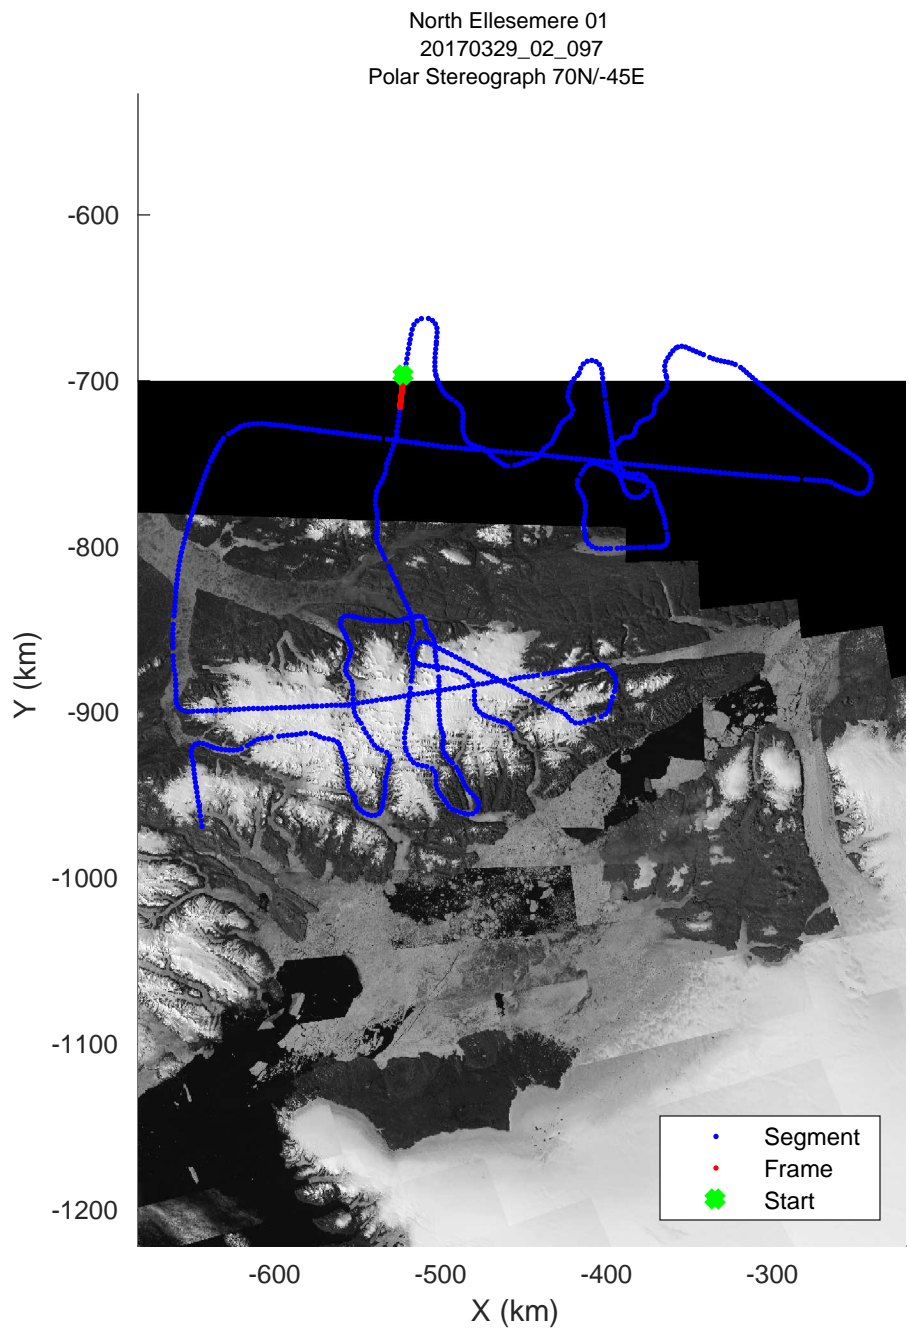 North Ellesemere 01
20170329_02_097
Polar Stereograph 70N/-45E
-600
-700
-800
-900
-1000
-1100
-1200
Y (km)
Segment
Frame
Start
-600 -500 -400 -300
X (km)